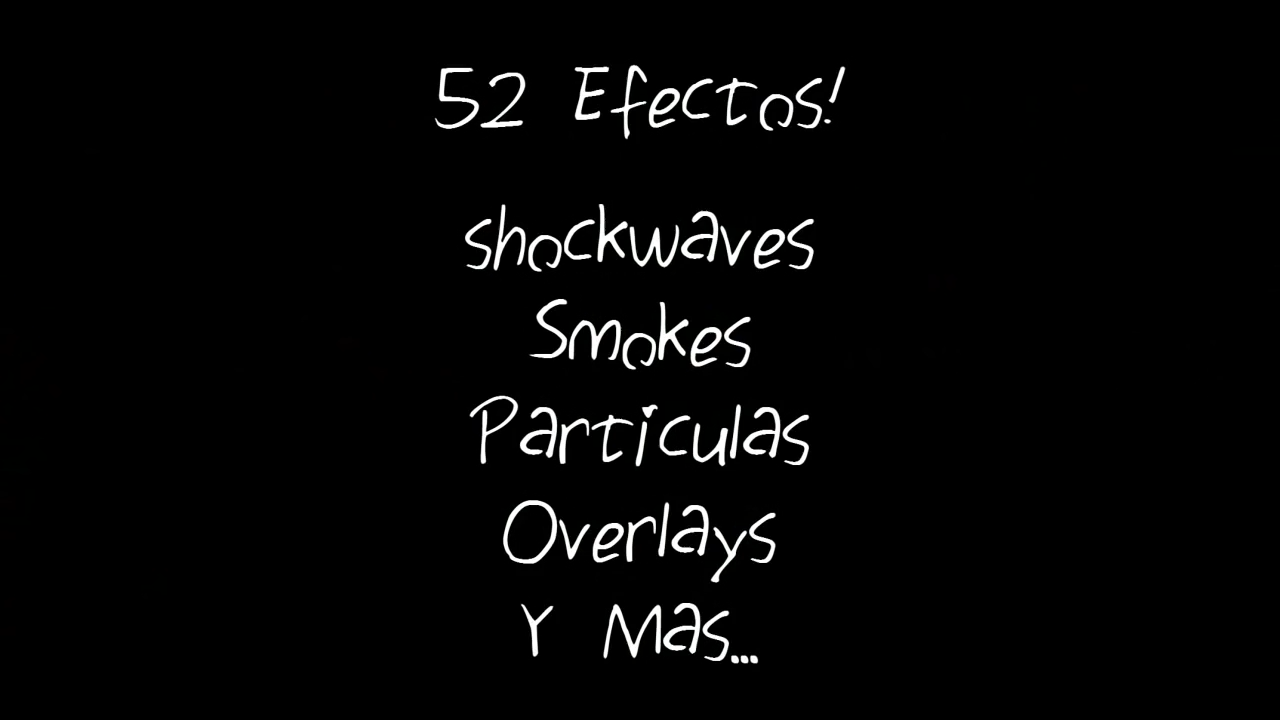 52 Efectos!
shockwaves
Smokes
Particulas
Overlays
Y Mas...